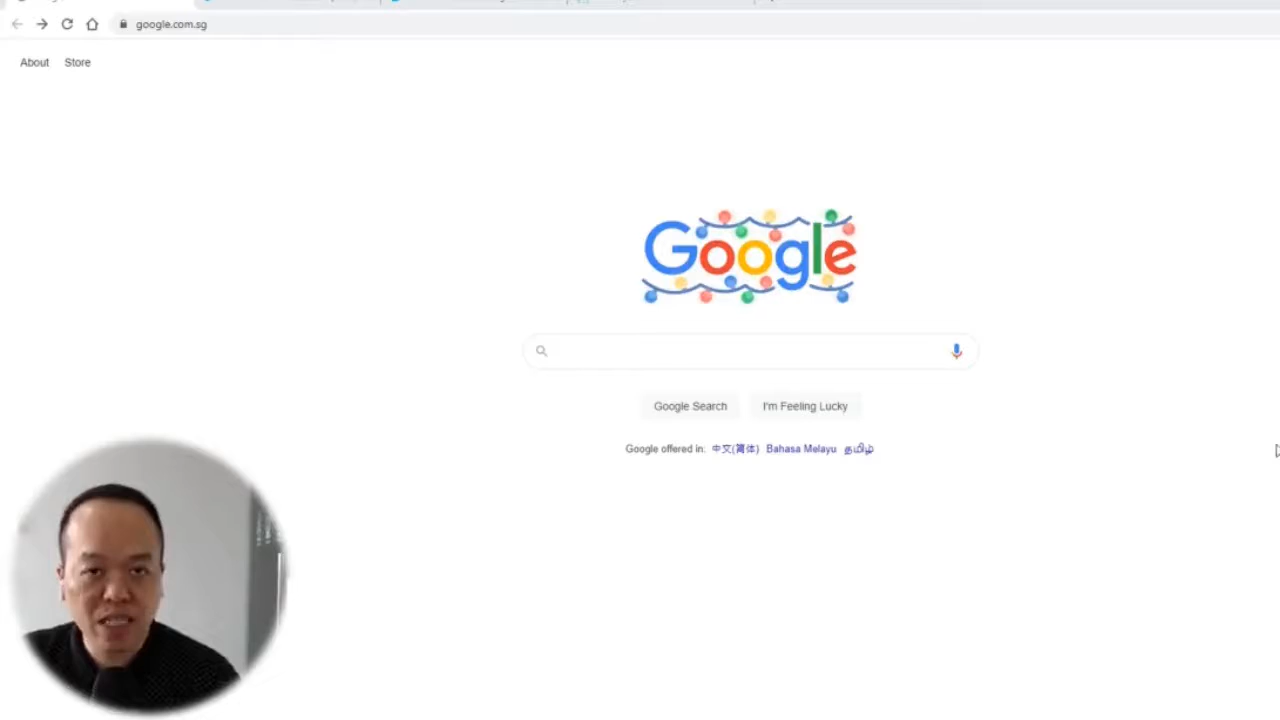 google.com.sg
About Store
Google
Google Search I'm Feeling Lucky
Google offered in: 中文(简体) Bahasa Melayu தமிழ்